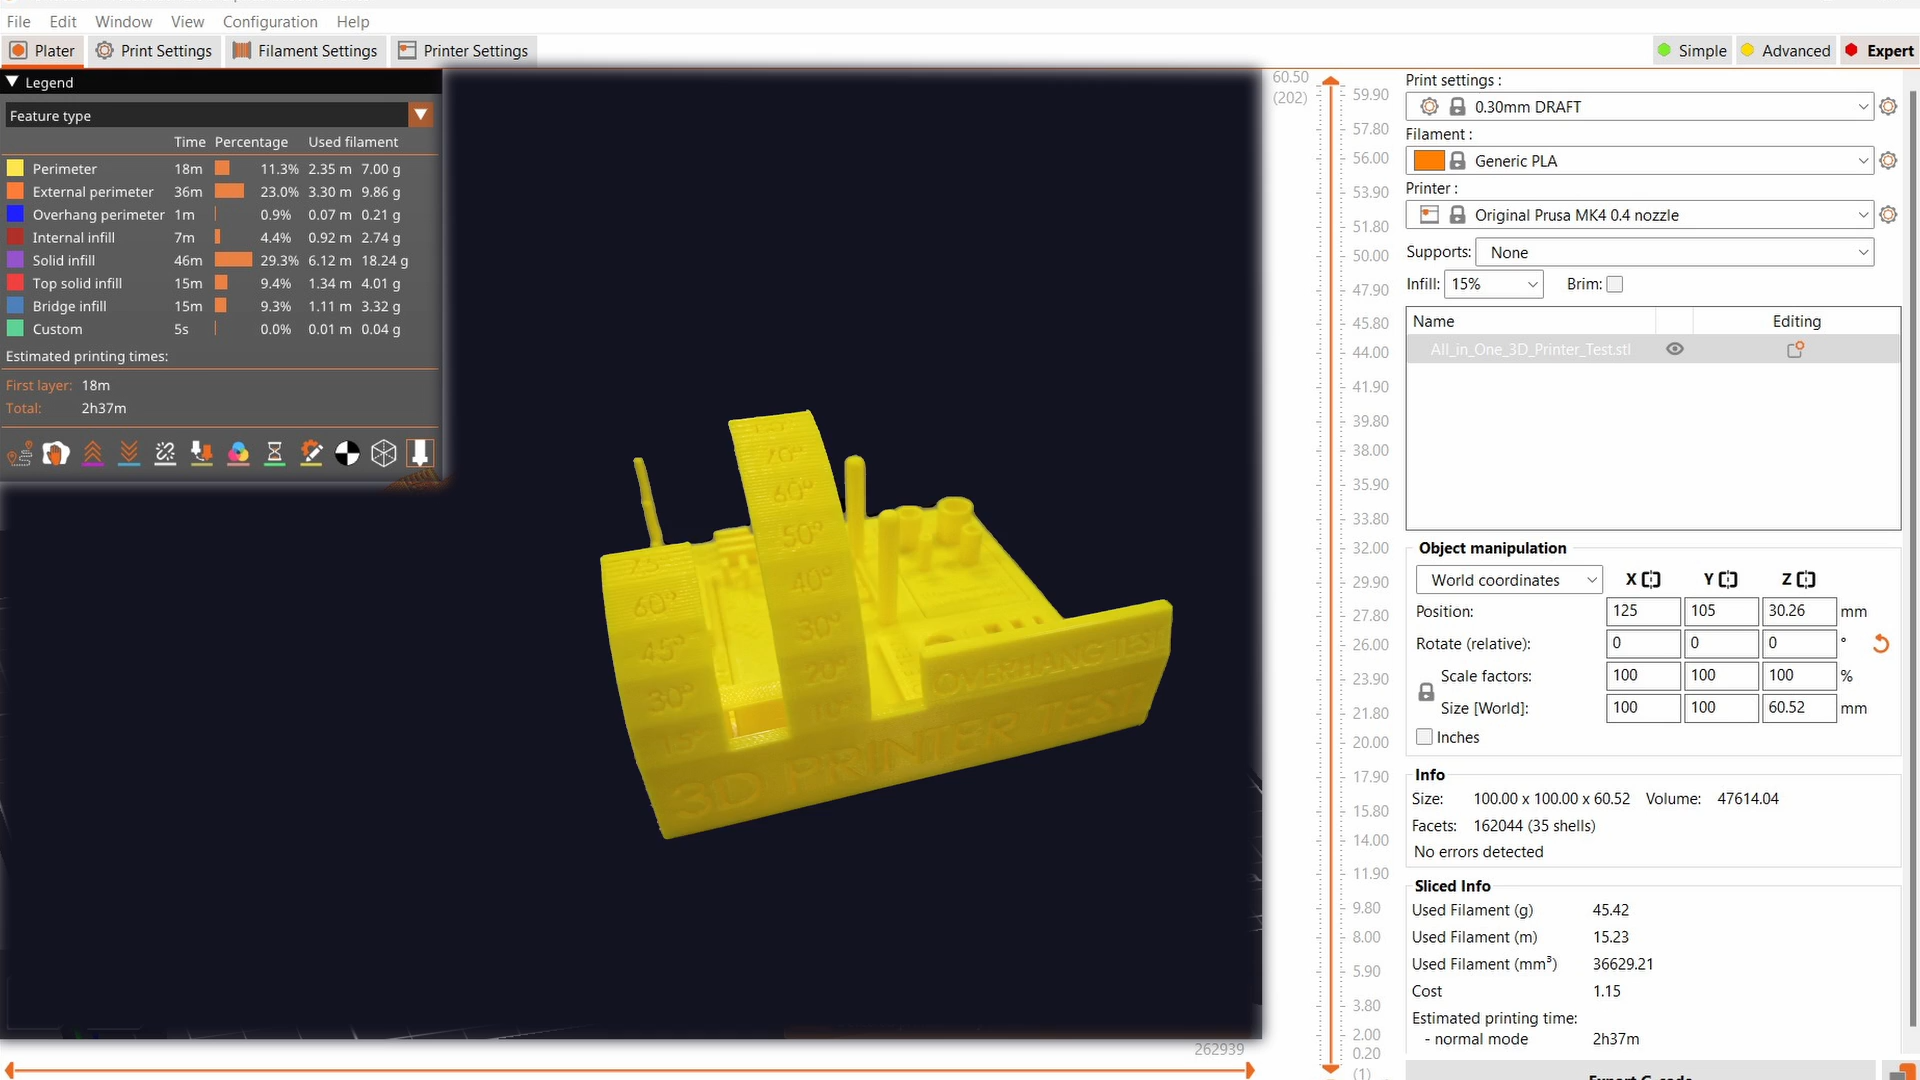 File Edit Window View Configuration Help
Plater Print Settings Filament Settings Printer Settings Simple Advanced Expert
Legend
Feature type
Time Percentage Used filament
Perimeter 18m 11.3% 2.35 m 7.00 g
External perimeter 36m 23.0% 3.30 m 9.86 g
Overhang perimeter 1m 0.9% 0.07 m 0.21 g
Internal infill 7m 4.4% 0.92 m 2.74 g
Solid infill 46m 29.3% 6.12 m 18.24 g
Top solid infill 15m 9.4% 1.34 m 4.01 g
Bridge infill 15m 9.3% 1.11 m 3.32 g
Custom 5s 0.0% 0.01 m 0.04 g
Estimated printing times:
First layer: 18m
Total: 2h37m
70°
60°
50°
40°
30°
20°
10°
75°
60°
45°
30°
15°
OVERHANG TEST
3D PRINTER TEST
262939
60.50
(202)
59.90
57.80
56.00
53.90
51.80
50.00
47.90
45.80
44.00
41.90
39.80
38.00
35.90
33.80
32.00
29.90
27.80
26.00
23.90
21.80
20.00
17.90
15.80
14.00
11.90
9.80
8.00
5.90
3.80
2.00
0.20
(1)
Print settings :
0.30mm DRAFT
Filament :
Generic PLA
Printer :
Original Prusa MK4 0.4 nozzle
Supports: None
Infill: 15% Brim:
Name Editing
All_in_One_3D_Printer_Test.stl
Object manipulation
World coordinates X Y Z
Position: 125 105 30.26 mm
Rotate (relative): 0 0 0 °
Scale factors: 100 100 100 %
Size [World]: 100 100 60.52 mm
Inches
Info
Size: 100.00 x 100.00 x 60.52 Volume: 47614.04
Facets: 162044 (35 shells)
No errors detected
Sliced Info
Used Filament (g) 45.42
Used Filament (m) 15.23
Used Filament (mm³) 36629.21
Cost 1.15
Estimated printing time:
- normal mode 2h37m
Export G-code